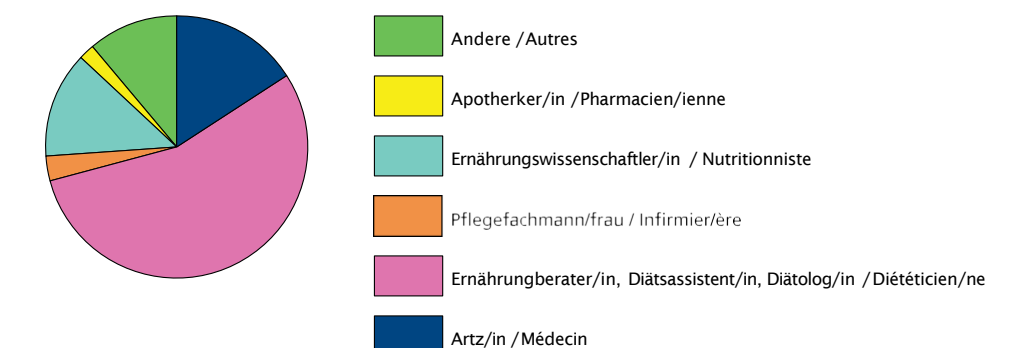 Andere / Autres
Apotherker/in / Pharmacien/ienne
Ernährungswissenschaftler/in / Nutritionniste
Pflegefachmann/frau / Infirmier/ère
Ernährungberater/in, Diätsassistent/in, Diätolog/in / Diététicien/ne
Artz/in / Médecin